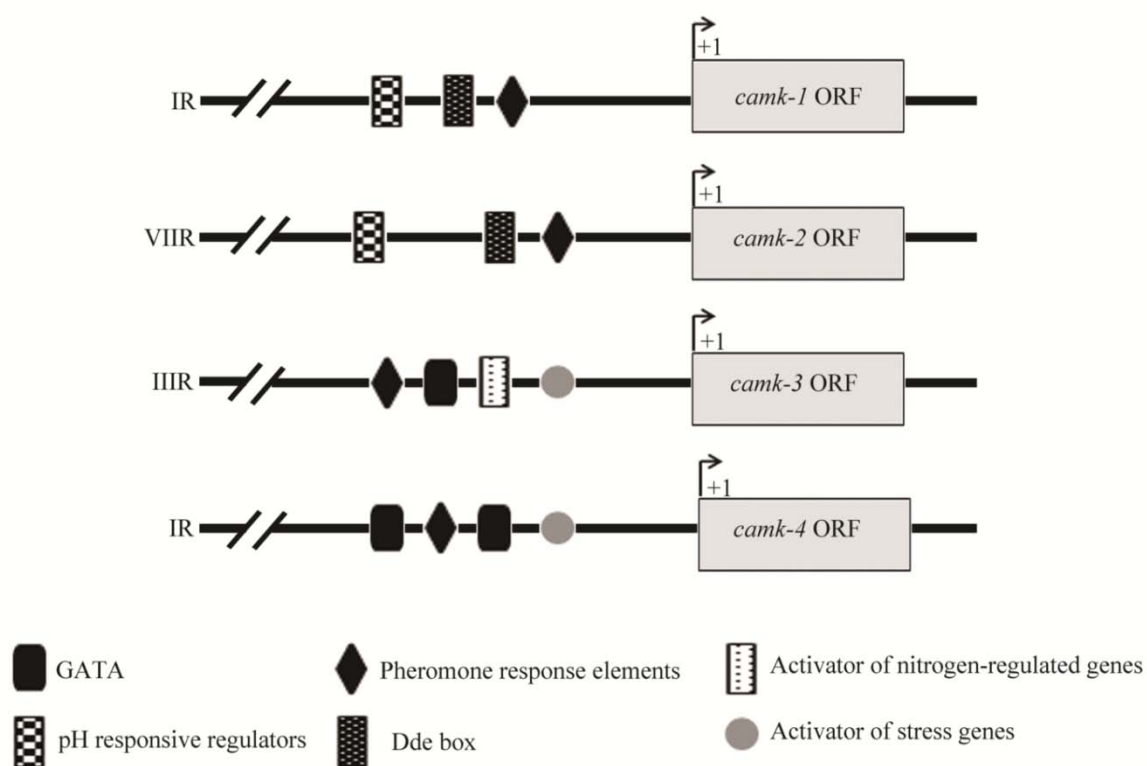 +1
IR
camk-1 ORF
+1
VIIR
camk-2 ORF
+1
IIIR
camk-3 ORF
+1
IR
camk-4 ORF
GATA
Pheromone response elements
Activator of nitrogen-regulated genes
pH responsive regulators
Dde box
Activator of stress genes